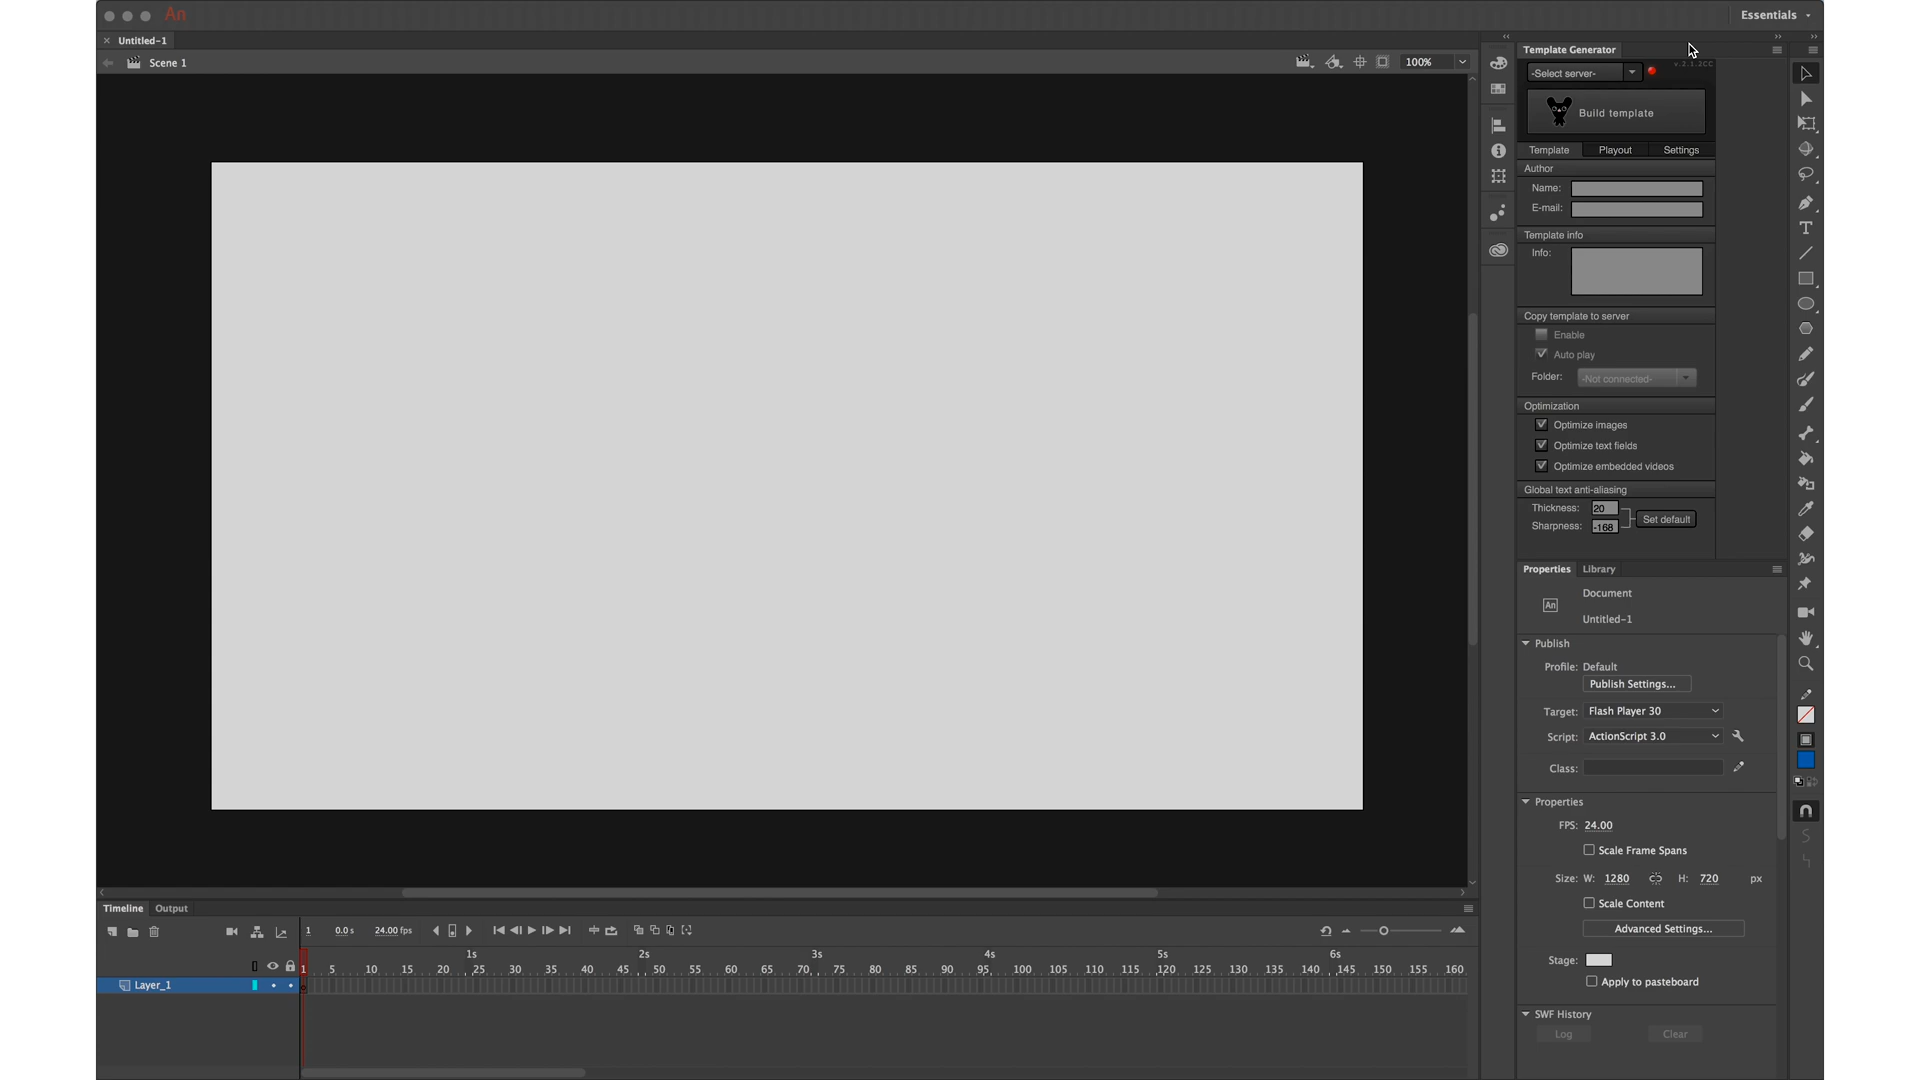 An
Essentials
Untitled-1
Scene 1
100%
Template Generator
v.2.1.2CC
-Select server-
Build template
Template Playout Settings
Author
Name:
E-mail:
Template info
Info:
Copy template to server
Enable
Auto play
Folder: -Not connected-
Optimization
Optimize images
Optimize text fields
Optimize embedded videos
Global text anti-aliasing
Thickness: 20
Sharpness: -168
Set default
Properties Library
An
Document
Untitled-1
Publish
Profile: Default
Publish Settings...
Target: Flash Player 30
Script: ActionScript 3.0
Class:
Properties
FPS: 24.00
Scale Frame Spans
Size: W: 1280 H: 720 px
Scale Content
Advanced Settings...
Stage:
Apply to pasteboard
SWF History
Log Clear
Timeline Output
1 0.0 s 24.00 fps
1s 2s 3s 4s 5s 6s
1 5 10 15 20 25 30 35 40 45 50 55 60 65 70 75 80 85 90 95 100 105 110 115 120 125 130 135 140 145 150 155 160
Layer_1